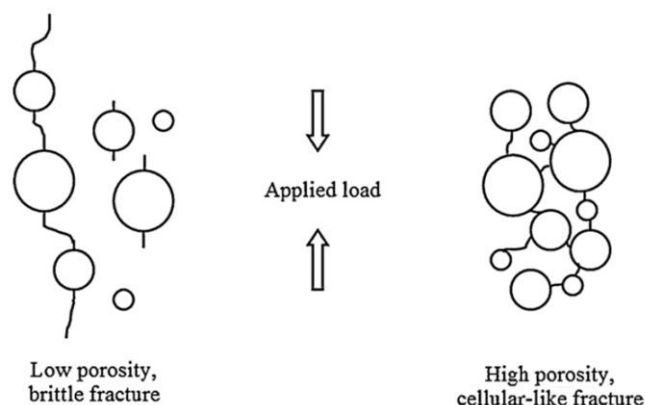 Applied load
Low porosity,
brittle fracture
High porosity,
cellular-like fracture